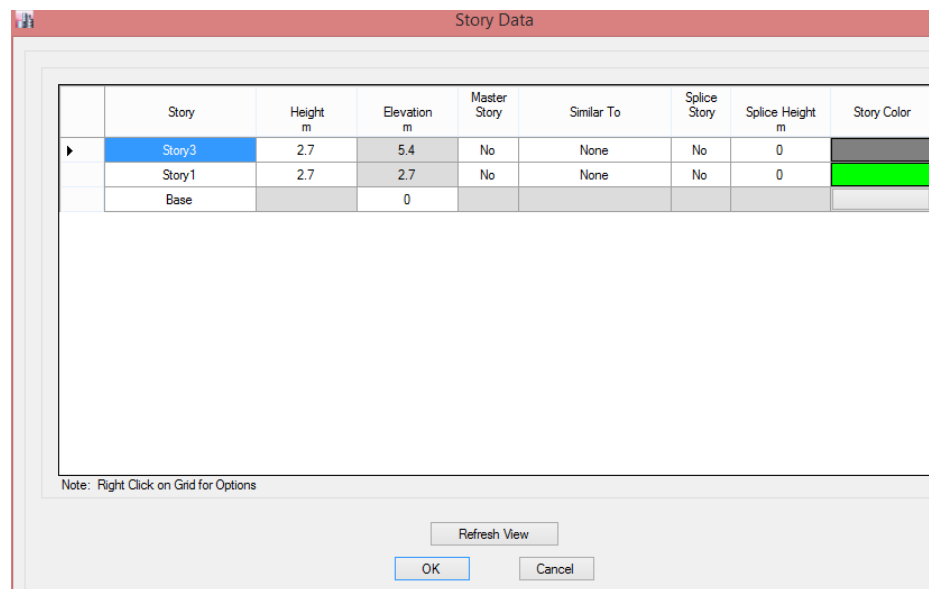 Story Data
Story Height m Elevation m Master Story Similar To Splice Story Splice Height m Story Color
Story3 2.7 5.4 No None No 0
Story1 2.7 2.7 No None No 0
Base 0
Note: Right Click on Grid for Options
Refresh View
OK Cancel